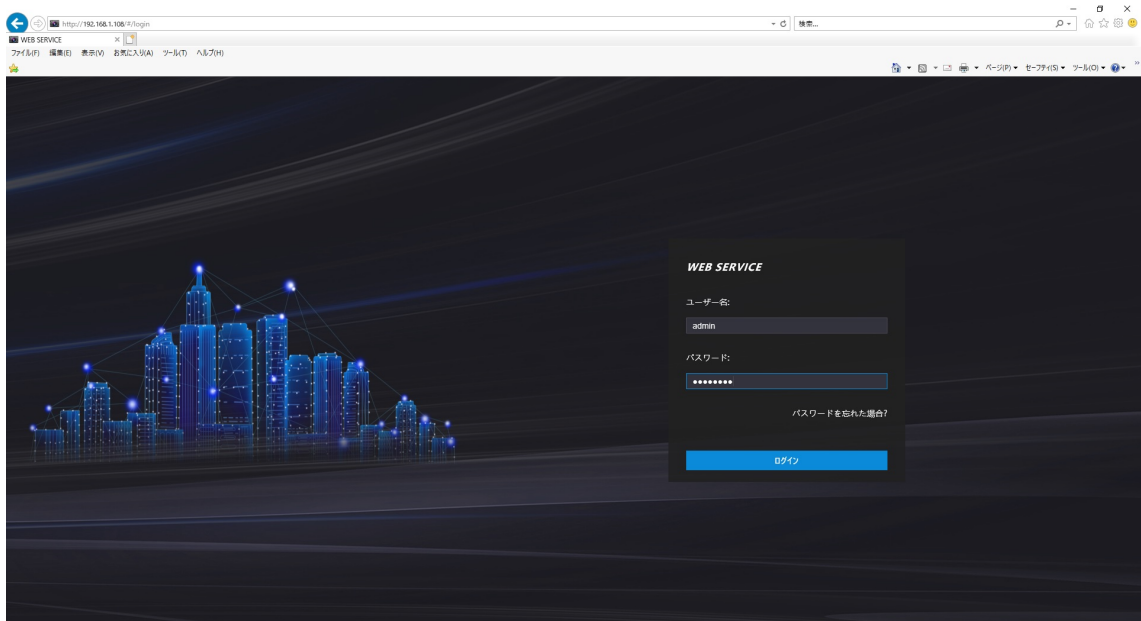 http://192.168.1.108/#/login
検索...
WEB SERVICE
ファイル(F) 編集(E) 表示(V) お気に入り(A) ツール(T) ヘルプ(H)
ページ(P) セーフティ(S) ツール(O)
WEB SERVICE
ユーザー名:
admin
パスワード:
●●●●●●●●
パスワードを忘れた場合?
ログイン